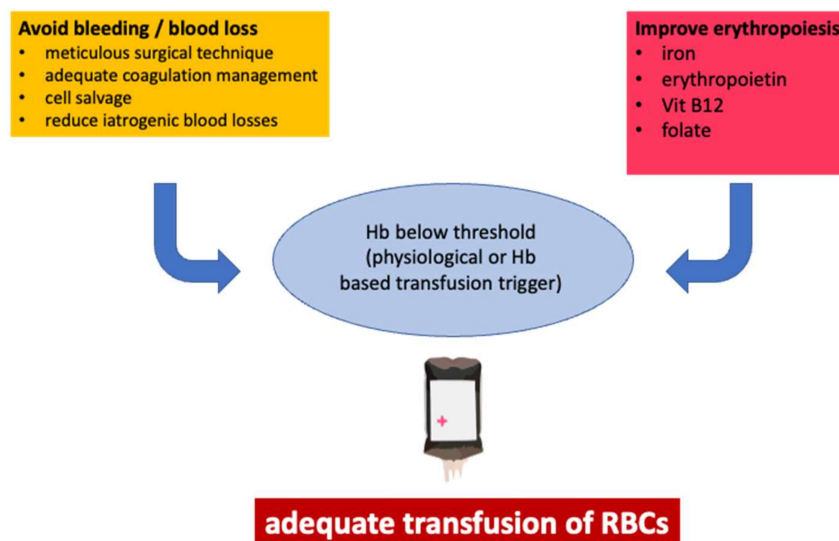 Avoid bleeding / blood loss
• meticulous surgical technique
• adequate coagulation management
• cell salvage
• reduce iatrogenic blood losses
Improve erythropoiesis
• iron
• erythropoietin
• Vit B12
• folate
Hb below threshold
(physiological or Hb
based transfusion trigger)
adequate transfusion of RBCs